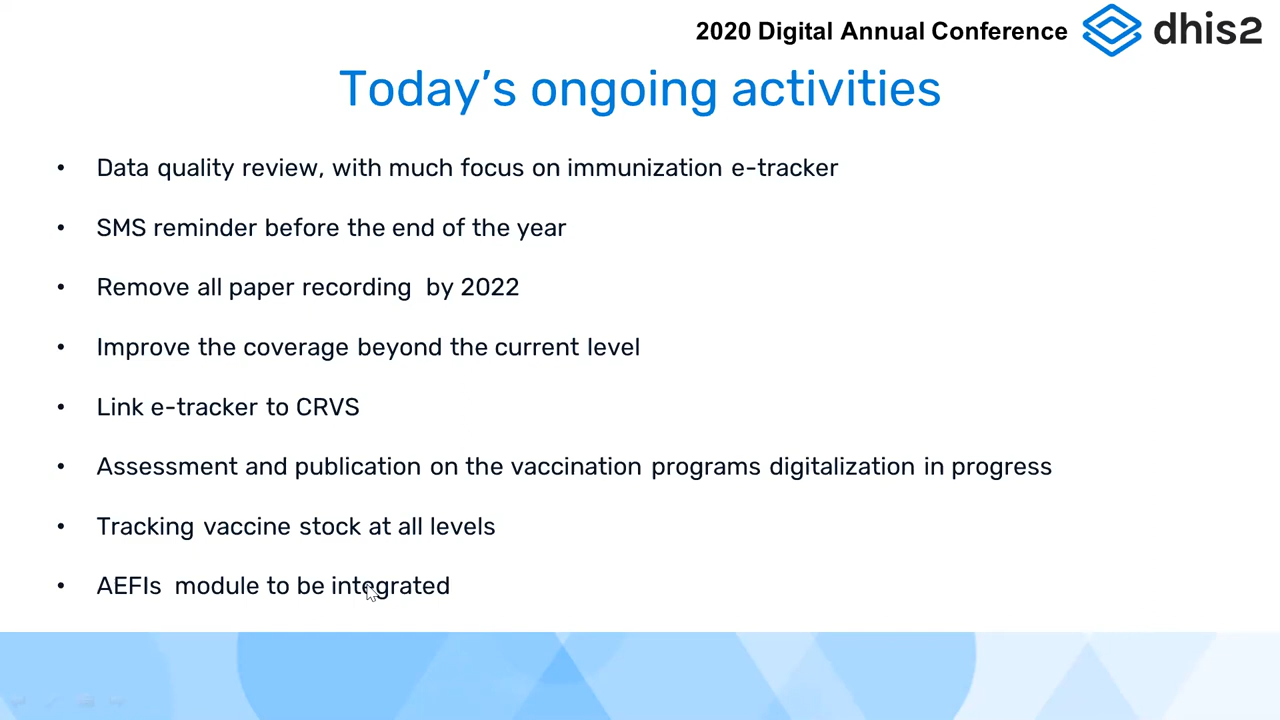 2020 Digital Annual Conference dhis2
Today's ongoing activities
• Data quality review, with much focus on immunization e-tracker
• SMS reminder before the end of the year
• Remove all paper recording  by 2022
• Improve the coverage beyond the current level
• Link e-tracker to CRVS
• Assessment and publication on the vaccination programs digitalization in progress
• Tracking vaccine stock at all levels
• AEFIs  module to be integrated